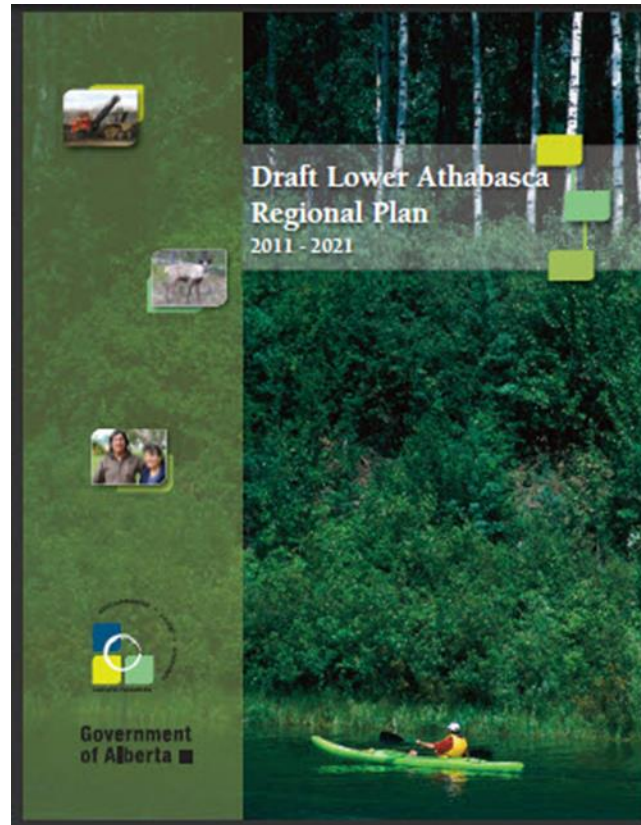 Draft Lower Athabasca
Regional Plan
2011 - 2021
Government
of Alberta